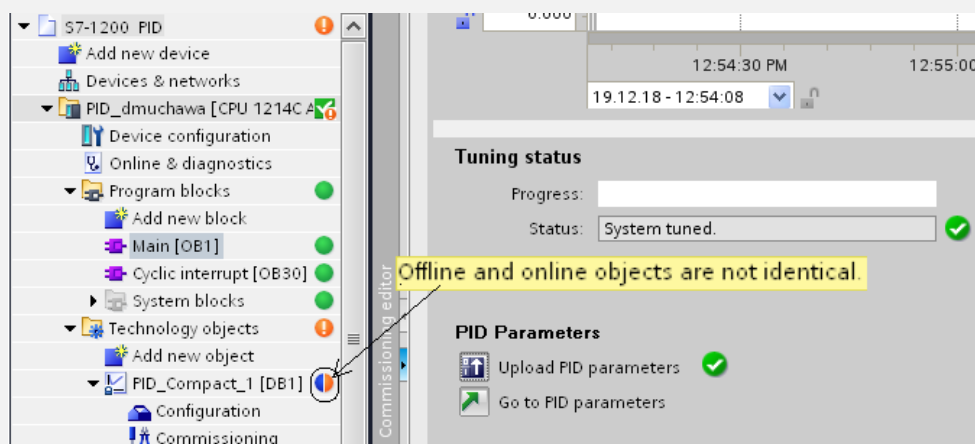 S7-1200 PID
Add new device
Devices & networks
PID_dmuchawa [CPU 1214C A
Device configuration
Online & diagnostics
Program blocks
Add new block
Main [OB1]
Cyclic interrupt [OB30]
System blocks
Technology objects
Add new object
PID_Compact_1 [DB1]
Configuration
Commissioning
Commissioning editor
0.000
12:54:30 PM
12:55:00
19.12.18 - 12:54:08
Tuning status
Progress:
Status:
System tuned.
Offline and online objects are not identical.
PID Parameters
Upload PID parameters
Go to PID parameters